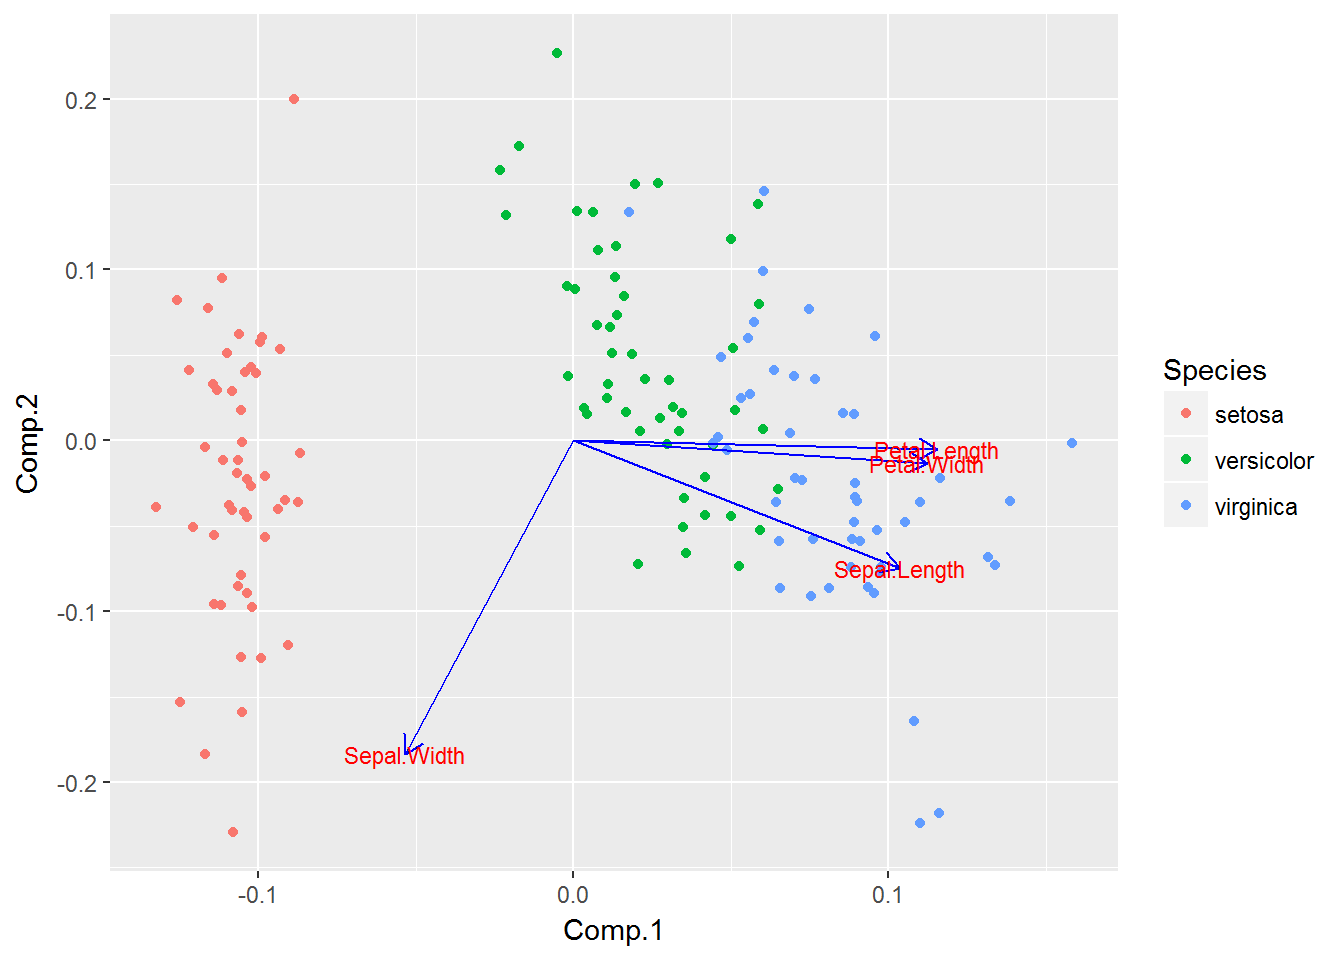 0.2
0.1
0.0
-0.1
-0.2
Comp.2
-0.1
0.0
0.1
Comp.1
Petal.Length
Petal.Width
Sepal.Length
Sepal.Width
Species
setosa
versicolor
virginica